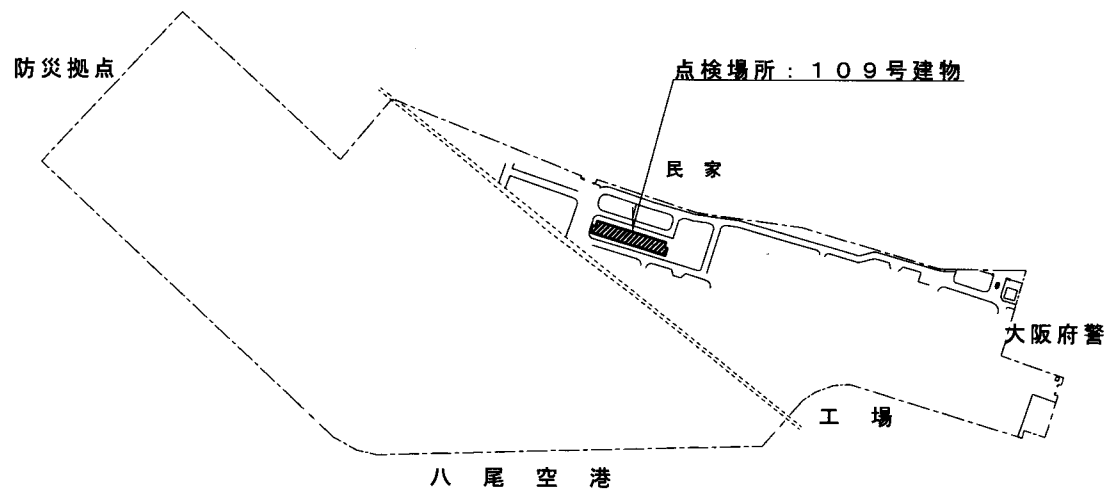 防災拠点
点検場所：１０９号建物
民 家
大阪府警
工 場
八 尾 空 港